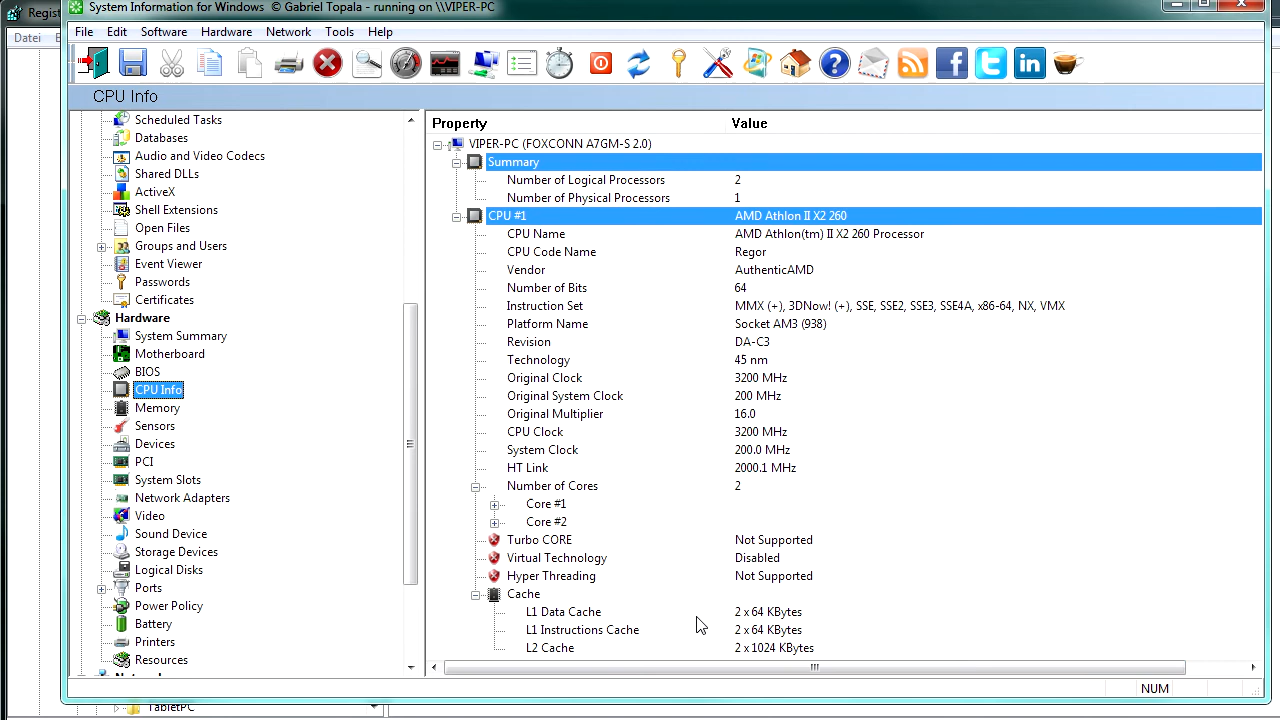 Regist
System Information for Windows © Gabriel Topala - running on \\VIPER-PC
Datei
File Edit Software Hardware Network Tools Help
CPU Info
Scheduled Tasks
Databases
Audio and Video Codecs
Shared DLLs
ActiveX
Shell Extensions
Open Files
Groups and Users
Event Viewer
Passwords
Certificates
Hardware
System Summary
Motherboard
BIOS
CPU Info
Memory
Sensors
Devices
PCI
System Slots
Network Adapters
Video
Sound Device
Storage Devices
Logical Disks
Ports
Power Policy
Battery
Printers
Resources
Property Value
VIPER-PC (FOXCONN A7GM-S 2.0)
Summary
Number of Logical Processors 2
Number of Physical Processors 1
CPU #1 AMD Athlon II X2 260
CPU Name AMD Athlon(tm) II X2 260 Processor
CPU Code Name Regor
Vendor AuthenticAMD
Number of Bits 64
Instruction Set MMX (+), 3DNow! (+), SSE, SSE2, SSE3, SSE4A, x86-64, NX, VMX
Platform Name Socket AM3 (938)
Revision DA-C3
Technology 45 nm
Original Clock 3200 MHz
Original System Clock 200 MHz
Original Multiplier 16.0
CPU Clock 3200 MHz
System Clock 200.0 MHz
HT Link 2000.1 MHz
Number of Cores 2
Core #1
Core #2
Turbo CORE Not Supported
Virtual Technology Disabled
Hyper Threading Not Supported
Cache
L1 Data Cache 2 x 64 KBytes
L1 Instructions Cache 2 x 64 KBytes
L2 Cache 2 x 1024 KBytes
NUM
TabletPC